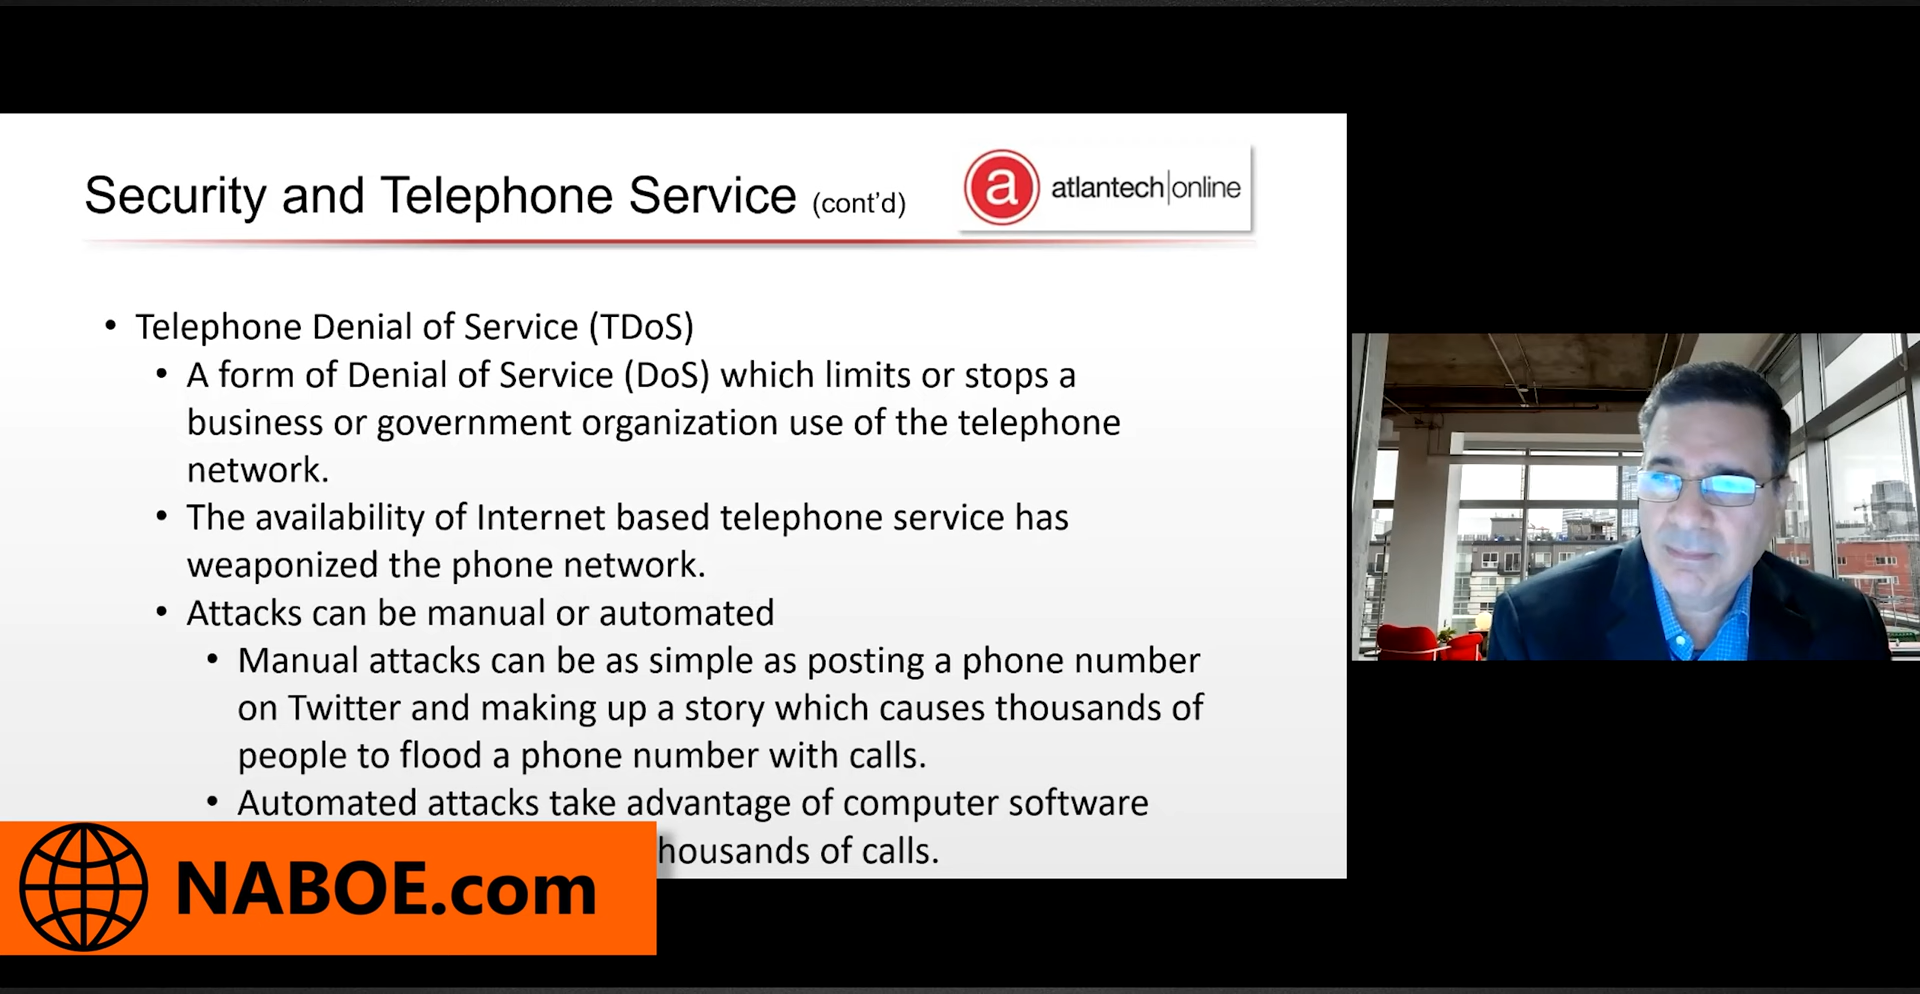 Security and Telephone Service (cont'd)
a
atlantech|online
• Telephone Denial of Service (TDoS)
• A form of Denial of Service (DoS) which limits or stops a
business or government organization use of the telephone
network.
• The availability of Internet based telephone service has
weaponized the phone network.
• Attacks can be manual or automated
• Manual attacks can be as simple as posting a phone number
on Twitter and making up a story which causes thousands of
people to flood a phone number with calls.
• Automated attacks take advantage of computer software
housands of calls.
NABOE.com